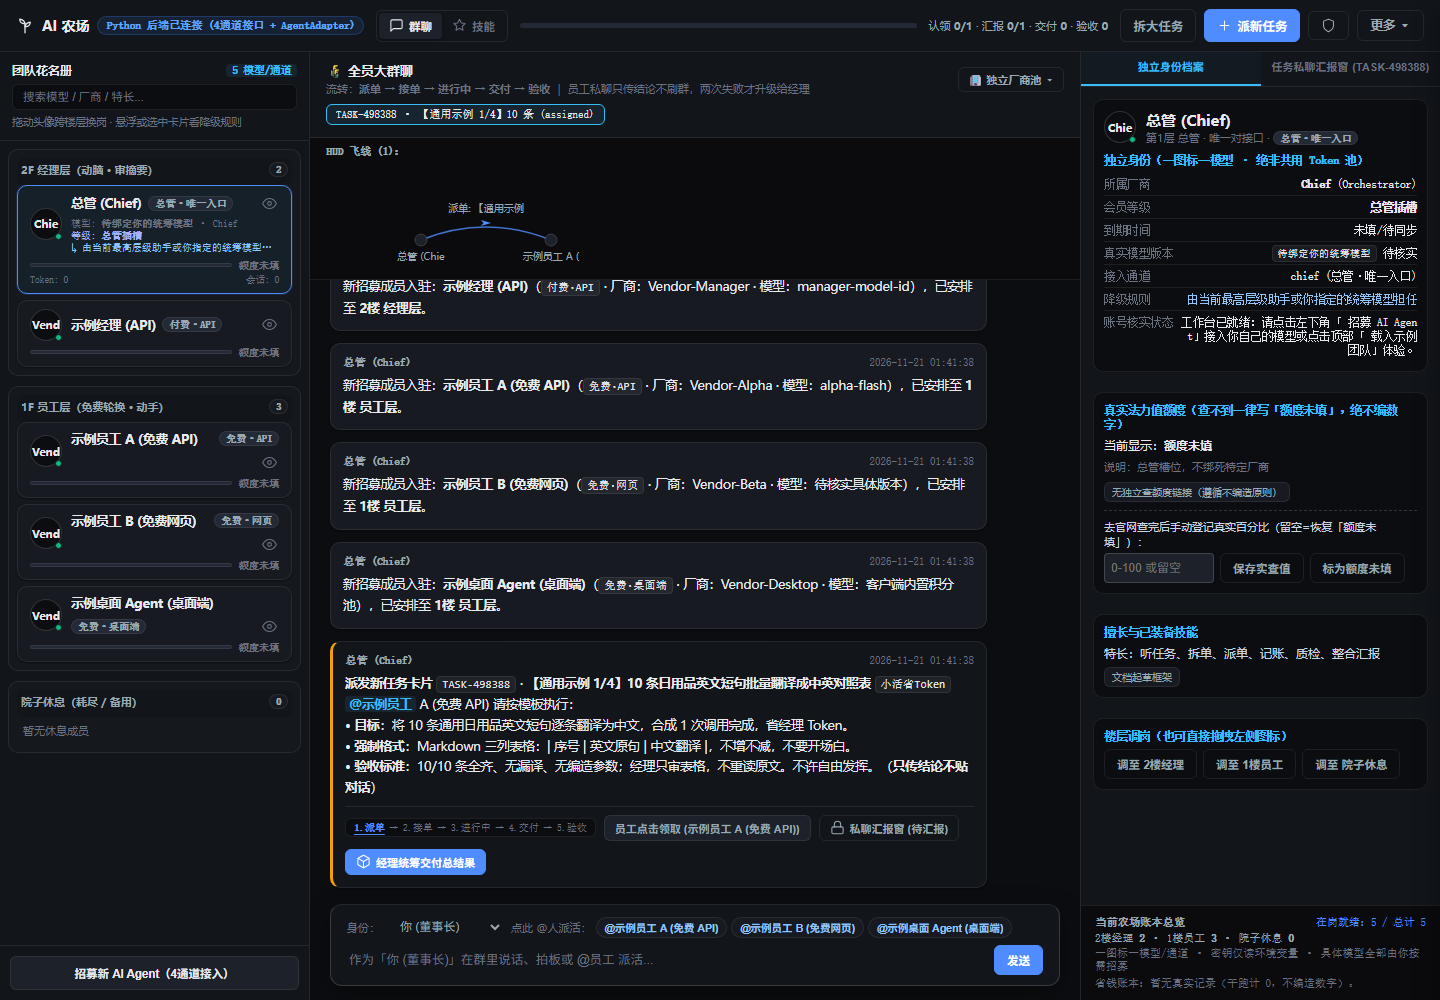 AI 农场
Python 后端已连接 (4通道接口 + AgentAdapter)
群聊
技能
认领 0/1 · 汇报 0/1 · 交付 0 · 验收 0
拆大任务
派新任务
更多
团队花名册
5 模型/通道
搜索模型 / 厂商 / 特长...
拖动头像跨楼层换岗 · 悬浮或选中卡片看降级规则
2F 经理层 (动脑 • 审摘要)
2
Chie
总管 (Chief)
总管 · 唯一入口
模型: 待绑定你的统筹模型 · Chief
等级: 总管插槽
↳ 由当前最高层级助手或你指定的统筹模型…
额度未填
Token: 0
会话: 0
Vend
示例经理 (API)
付费 · API
额度未填
1F 员工层 (免费轮换 · 动手)
3
Vend
示例员工 A (免费 API)
免费 · API
额度未填
Vend
示例员工 B (免费网页)
免费 · 网页
额度未填
Vend
示例桌面 Agent (桌面端)
免费 · 桌面端
额度未填
院子休息 (耗尽 / 备用)
0
暂无休息成员
招募新 AI Agent (4通道接入)
全员大群聊
流转: 派单 → 接单 → 进行中 → 交付 → 验收 | 员工私聊只传结论不刷群, 两次失败才升级给经理
独立厂商池
TASK-498388 · 【通用示例 1/4】10 条 (assigned)
HUD 飞线 (1):
派单: 【通用示例
总管 (Chie
示例员工 A (
新招募成员入驻: 示例经理 (API) ( 付费·API · 厂商: Vendor-Manager · 模型: manager-model-id) , 已安排
至 2楼 经理层。
总管 (Chief)
2026-11-21 01:41:38
新招募成员入驻: 示例员工 A (免费 API) ( 免费·API · 厂商: Vendor-Alpha · 模型: alpha-flash) , 已安排至 1
楼 员工层。
总管 (Chief)
2026-11-21 01:41:38
新招募成员入驻: 示例员工 B (免费网页) ( 免费·网页 · 厂商: Vendor-Beta · 模型: 待核实具体版本) , 已安排
至 1楼 员工层。
总管 (Chief)
2026-11-21 01:41:38
新招募成员入驻: 示例桌面 Agent (桌面端) ( 免费·桌面端 · 厂商: Vendor-Desktop · 模型: 客户端内置积分
池) , 已安排至 1楼 员工层。
总管 (Chief)
2026-11-21 01:41:38
派发新任务卡片 TASK-498388 · 【通用示例 1/4】10 条日用品英文短句批量翻译成中英对照表 小活省Token
@示例员工 A (免费 API) 请按模板执行:
• 目标: 将 10 条通用日用品英文短句逐条翻译为中文, 合成 1 次调用完成, 省经理 Token。
• 强制格式: Markdown 三列表格: | 序号 | 英文原句 | 中文翻译 |, 不增不减, 不要开场白。
• 验收标准: 10/10 条全齐、无漏译、无编造参数; 经理只审表格, 不重读原文。不许自由发挥。 (只传结论不贴
对话)
1.派单 → 2.接单 → 3.进行中 → 4.交付 → 5.验收
员工点击领取 (示例员工 A (免费 API))
私聊汇报窗 (待汇报)
经理统筹交付总结果
身份:
你 (董事长)
点此 @人派活:
@示例员工 A (免费 API)
@示例员工 B (免费网页)
@示例桌面 Agent (桌面端)
作为「你 (董事长)」在群里说话、拍板或 @员工 派活...
发送
独立身份档案
任务私聊汇报窗 (TASK-498388)
Chie
总管 (Chief)
第1层 总管 · 唯一对接口 · 总管 · 唯一入口
独立身份 (一图标一模型 · 绝非共用 Token 池)
所属厂商
Chief (Orchestrator)
会员等级
总管插槽
到期时间
未填/待同步
真实模型版本
待绑定你的统筹模型 待核实
接入通道
chief (总管·唯一入口)
降级规则
由当前最高层级助手或你指定的统筹模型担任
账号核实状态
工作台已就绪: 请点击左下角「 招募 AI Agen
t」接入你自己的模型或点击顶部「 载入示例
团队」体验。
真实法力值额度 (查不到一律写「额度未填」, 绝不编数
字)
当前显示: 额度未填
说明: 总管槽位, 不绑死特定厂商
无独立查额度链接 (遵循不编造原则)
去官网查完后手动登记真实百分比 (留空=恢复「额度未
填」) :
0-100 或留空
保存实查值
标为额度未填
擅长与已装备技能
特长: 听任务、拆单、派单、记账、质检、整合汇报
文档起草框架
楼层调岗 (也可直接拖拽左侧图标)
调至 2楼经理
调至 1楼员工
调至 院子休息
当前农场账本总览
在岗就绪: 5 / 总计 5
2楼经理 2 · 1楼员工 3 · 院子休息 0
一图标一模型/通道 · 密钥仅读环境变量 · 具体模型全部由你按
需招募
省钱账本: 暂无真实记录 (干跑计 0, 不编造数字) 。